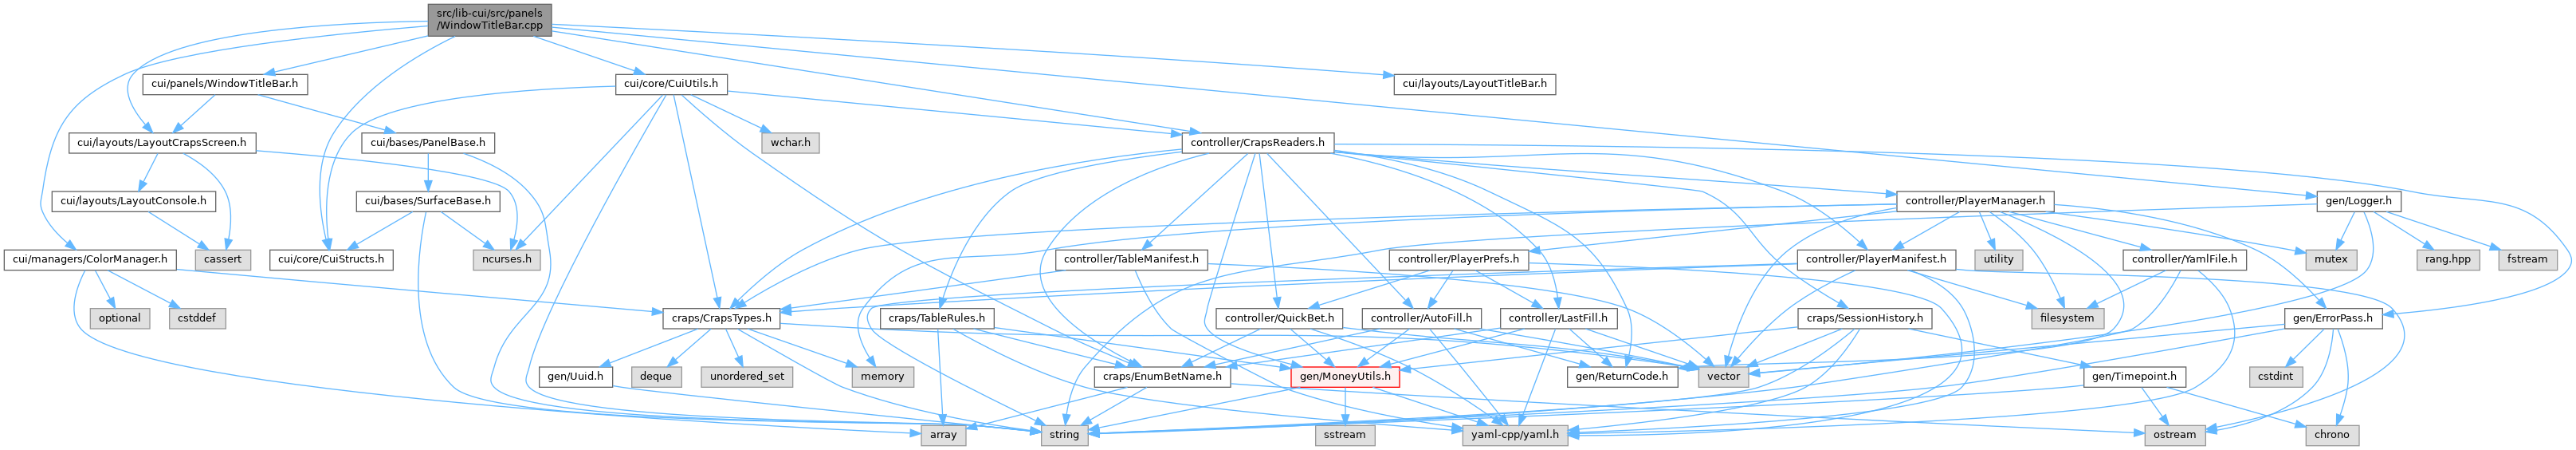 src/lib-cui/src/panels
/WindowTitleBar.cpp
cui/panels/WindowTitleBar.h
cui/core/CuiUtils.h
cui/layouts/LayoutTitleBar.h
cui/layouts/LayoutCrapsScreen.h
cui/bases/PanelBase.h
wchar.h
controller/CrapsReaders.h
cui/layouts/LayoutConsole.h
cui/bases/SurfaceBase.h
controller/PlayerManager.h
gen/Logger.h
cui/managers/ColorManager.h
cassert
cui/core/CuiStructs.h
ncurses.h
controller/TableManifest.h
controller/PlayerPrefs.h
controller/PlayerManifest.h
utility
controller/YamlFile.h
mutex
rang.hpp
fstream
optional
cstddef
craps/CrapsTypes.h
craps/TableRules.h
controller/QuickBet.h
controller/AutoFill.h
controller/LastFill.h
craps/SessionHistory.h
filesystem
gen/ErrorPass.h
gen/Uuid.h
deque
unordered_set
memory
craps/EnumBetName.h
gen/MoneyUtils.h
gen/ReturnCode.h
vector
gen/Timepoint.h
cstdint
array
string
sstream
yaml-cpp/yaml.h
ostream
chrono